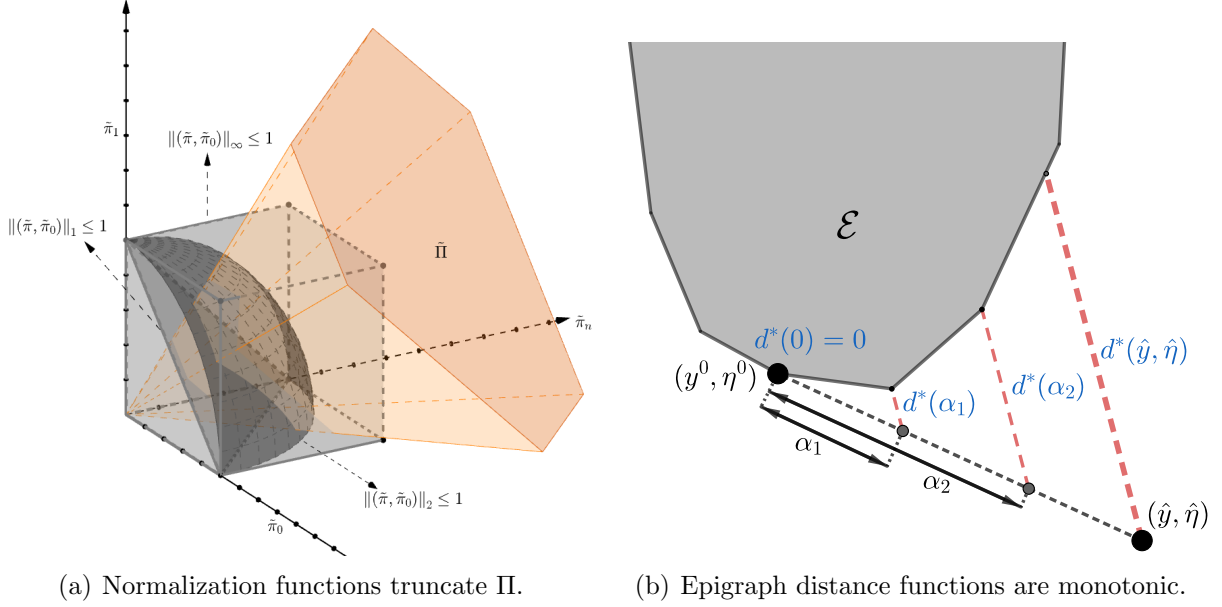 π̃₁
‖(π̃, π̃₀)‖∞ ≤ 1
‖(π̃, π̃₀)‖₁ ≤ 1
Π̃
π̃ₙ
‖(π̃, π̃₀)‖₂ ≤ 1
π̃₀
(a) Normalization functions truncate Π.
ℰ
d*(0) = 0
(y⁰, η⁰)
d*(α₁)
d*(α₂)
d*(ŷ, η̂)
α₁
α₂
(ŷ, η̂)
(b) Epigraph distance functions are monotonic.